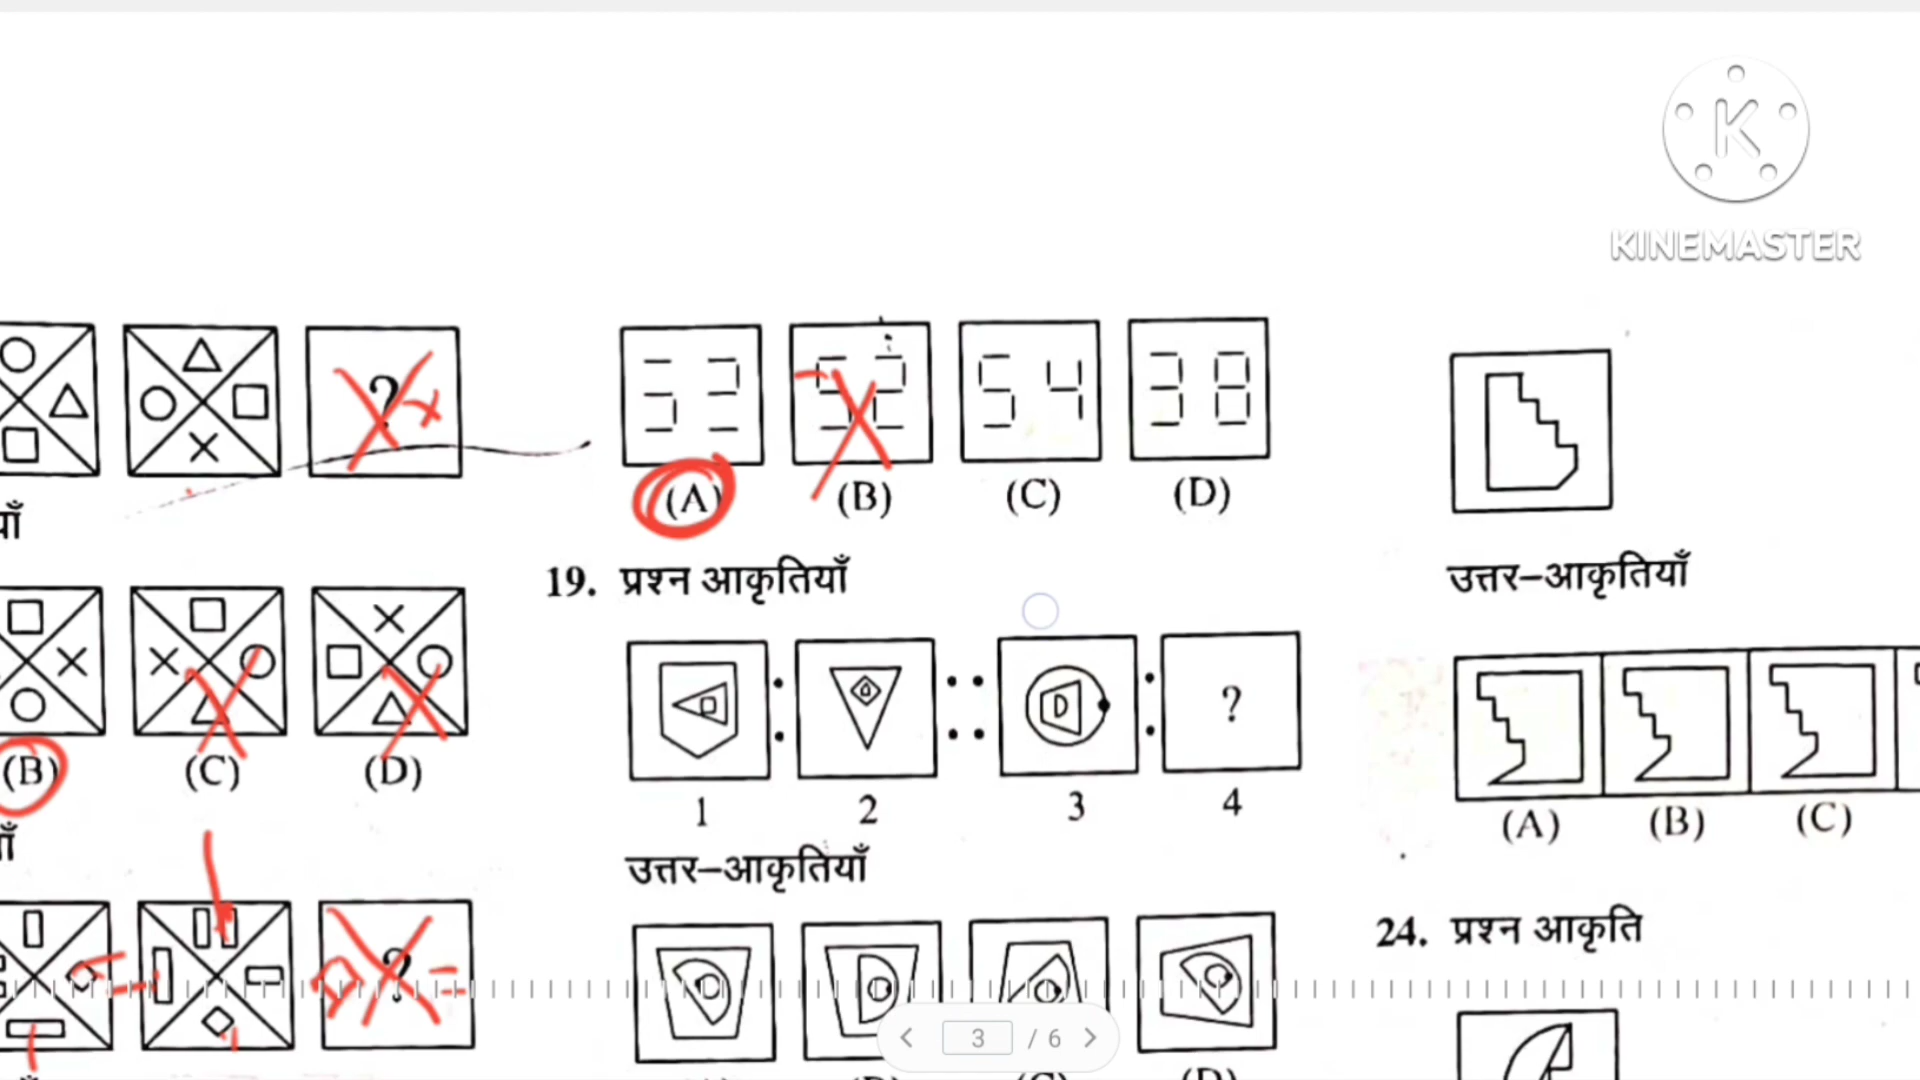 K
KINEMASTER
?
याँ
(B)
(C)
(D)
?
(A)
(B)
(C)
(D)
19. प्रश्न आकृतियाँ
: :: : ?
1 2 3 4
उत्तर–आकृतियाँ
उत्तर–आकृतियाँ
(A) (B) (C)
24. प्रश्न आकृति
3 / 6